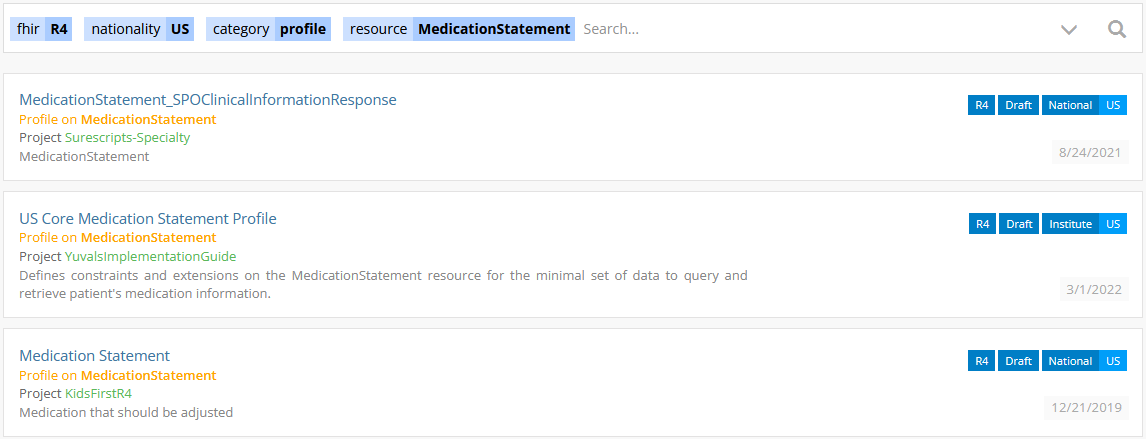 fhir R4 nationality US category profile resource MedicationStatement Search...
MedicationStatement_SPOClinicalInformationResponse
R4 Draft National US
Profile on MedicationStatement
Project Surescripts-Specialty
MedicationStatement
8/24/2021
US Core Medication Statement Profile
R4 Draft Institute US
Profile on MedicationStatement
Project YuvalsImplementationGuide
Defines constraints and extensions on the MedicationStatement resource for the minimal set of data to query and
retrieve patient's medication information.
3/1/2022
Medication Statement
R4 Draft National US
Profile on MedicationStatement
Project KidsFirstR4
Medication that should be adjusted
12/21/2019